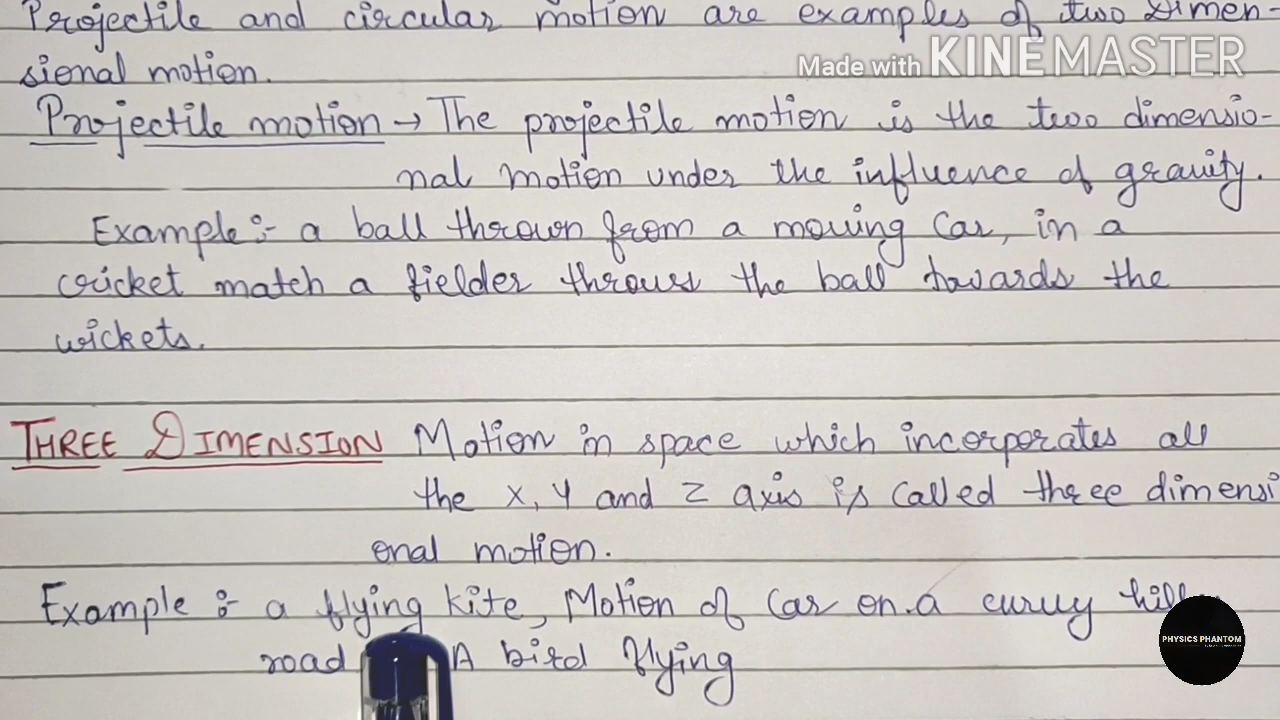 Projectile and circular motion are examples of two dimen-
sional motion.
Made with KINEMASTER
Projectile motion → The projectile motion is the two dimensio-
nal motion under the influence of gravity.
Example :- a ball thrown from a moving Car, in a
cricket match a fielder throws the ball towards the
wickets.
THREE DIMENSION Motion in space which incorporates all
the X, Y and Z axis is called three dimensi
onal motion.
Example :- a flying kite, Motion of Car on a curvy
road A bird flying
PHYSICS PHANTOM